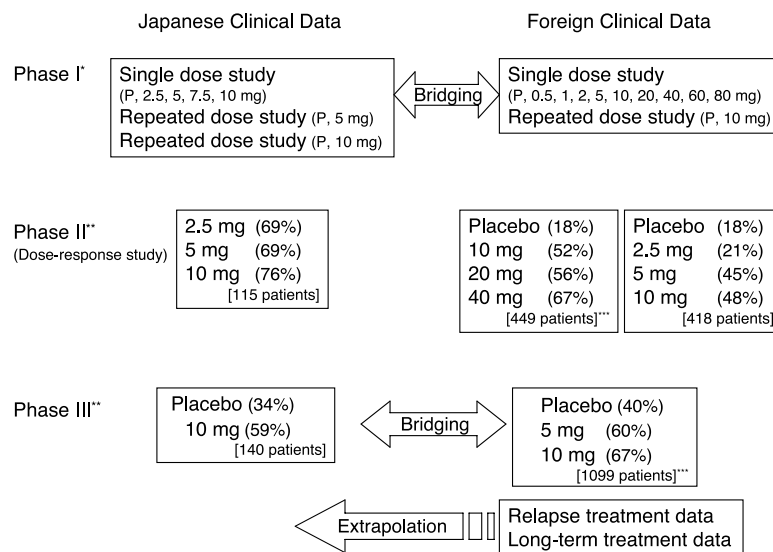 Japanese Clinical Data
Foreign Clinical Data
Phase I*
Single dose study
(P, 2.5, 5, 7.5, 10 mg)
Repeated dose study (P, 5 mg)
Repeated dose study (P, 10 mg)
Bridging
Single dose study
(P, 0.5, 1, 2, 5, 10, 20, 40, 60, 80 mg)
Repeated dose study (P, 10 mg)
Phase II**
(Dose-response study)
2.5 mg (69%)
5 mg (69%)
10 mg (76%)
[115 patients]
Placebo (18%)
10 mg (52%)
20 mg (56%)
40 mg (67%)
[449 patients]***
Placebo (18%)
2.5 mg (21%)
5 mg (45%)
10 mg (48%)
[418 patients]
Phase III**
Placebo (34%)
10 mg (59%)
[140 patients]
Bridging
Placebo (40%)
5 mg (60%)
10 mg (67%)
[1099 patients]***
Extrapolation
Relapse treatment data
Long-term treatment data